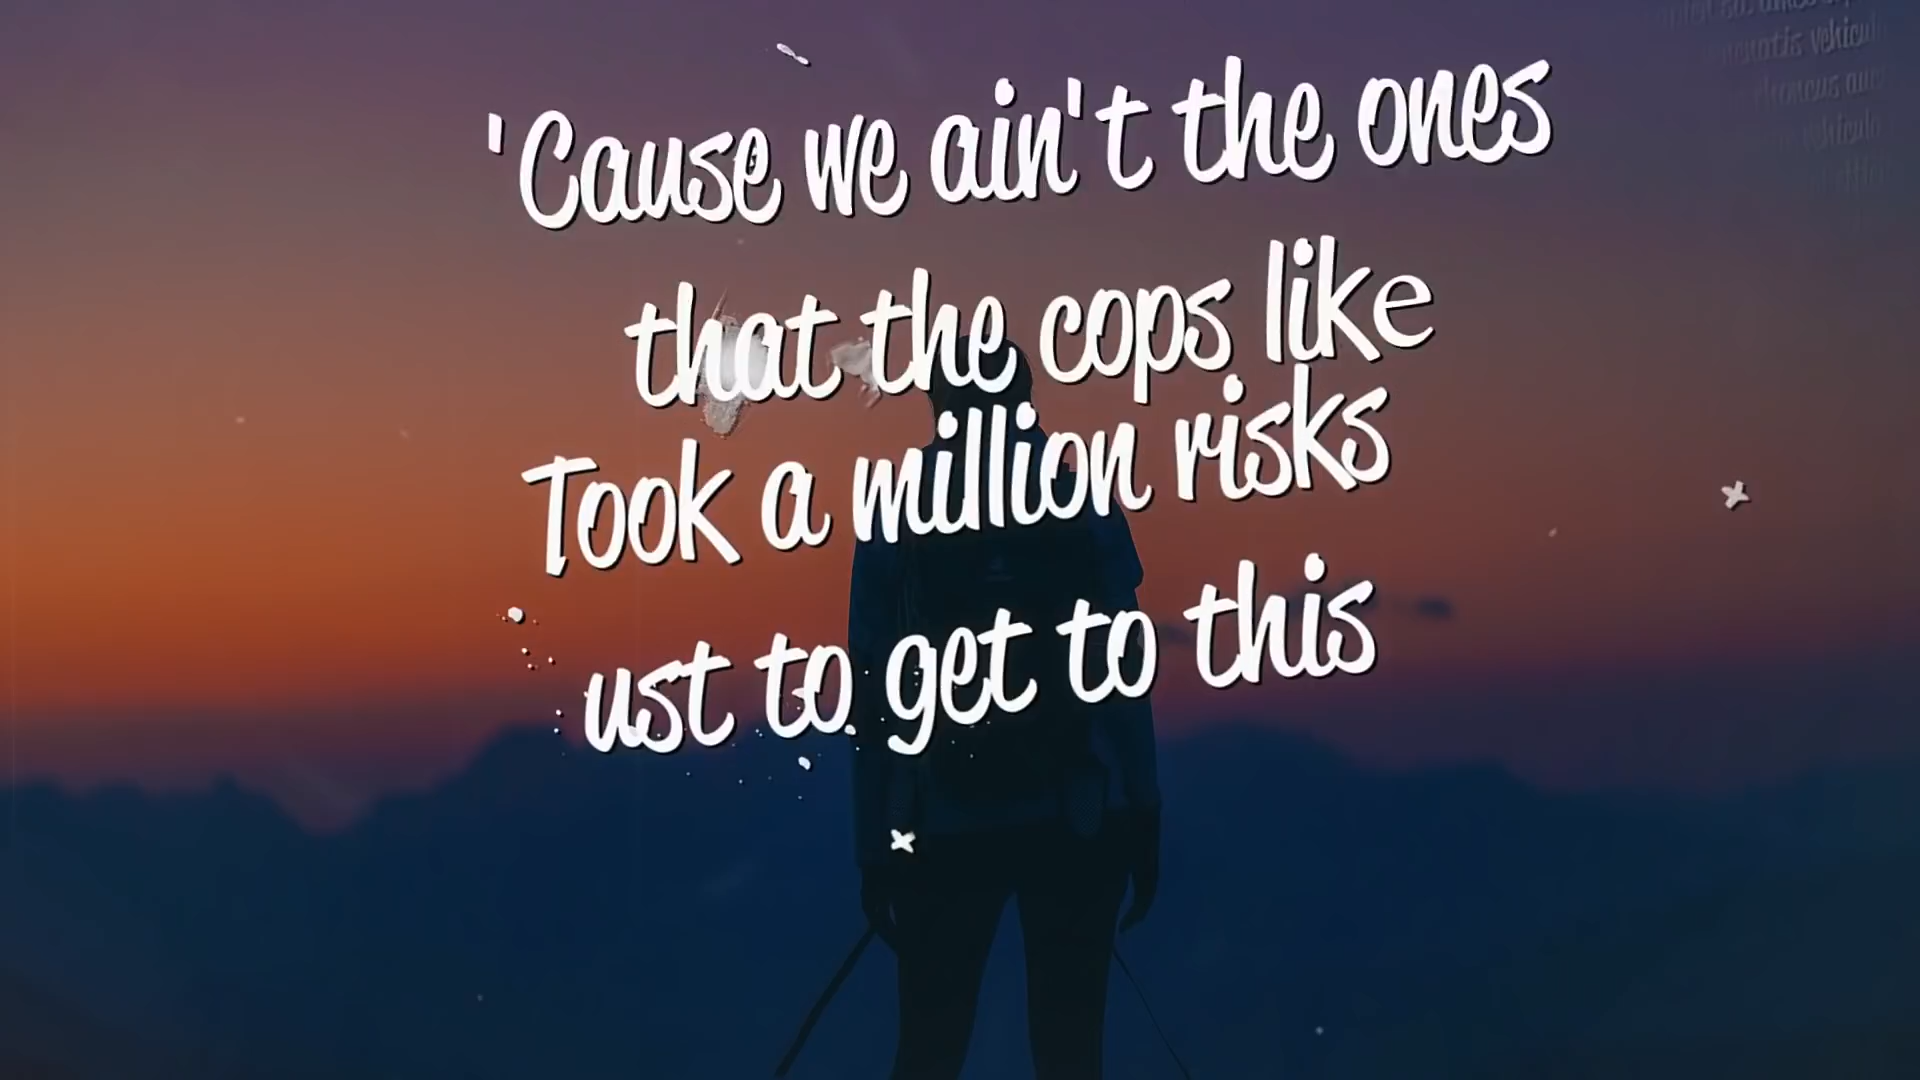 'Cause we ain't the ones
that the cops like
Took a million risks
ust to get to this